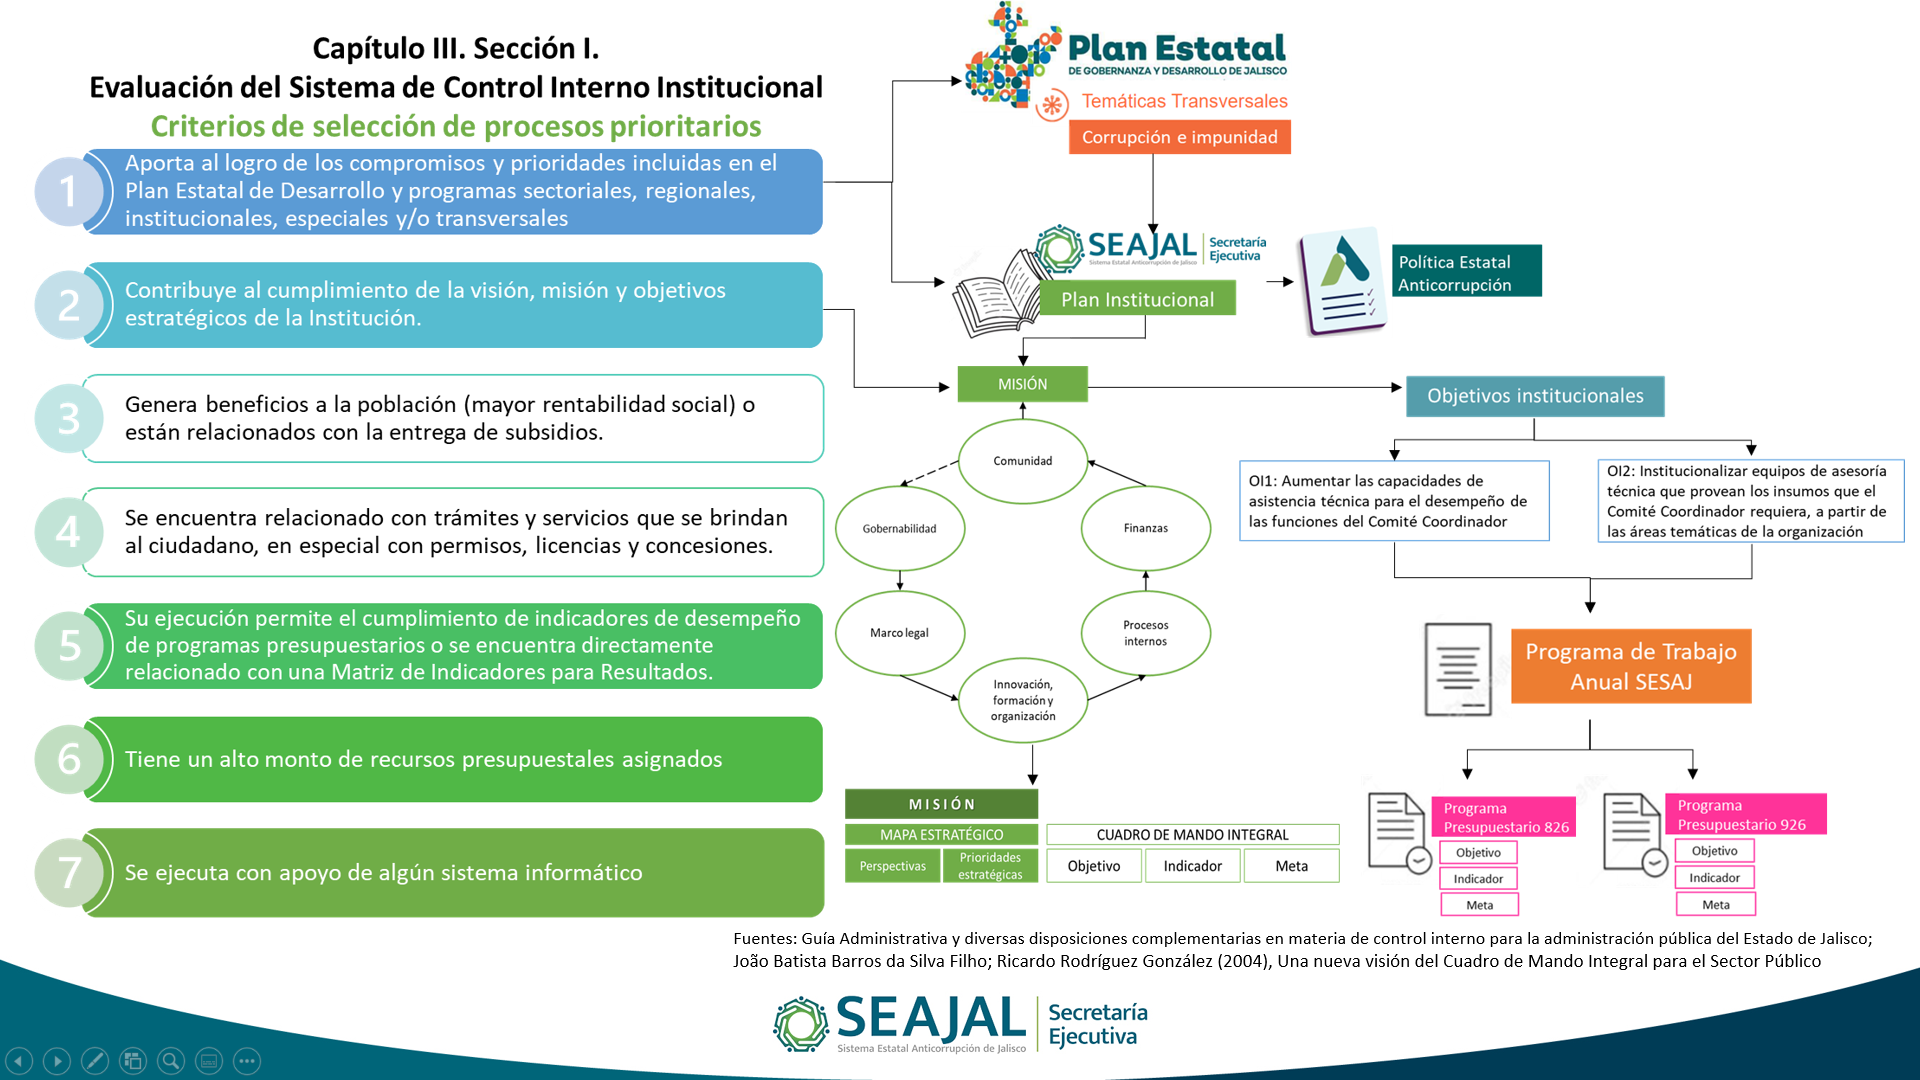 Capítulo III. Sección I.
Evaluación del Sistema de Control Interno Institucional
Criterios de selección de procesos prioritarios
1
Aporta al logro de los compromisos y prioridades incluidas en el
Plan Estatal de Desarrollo y programas sectoriales, regionales,
institucionales, especiales y/o transversales
2
Contribuye al cumplimiento de la visión, misión y objetivos
estratégicos de la Institución.
3
Genera beneficios a la población (mayor rentabilidad social) o
están relacionados con la entrega de subsidios.
4
Se encuentra relacionado con trámites y servicios que se brindan
al ciudadano, en especial con permisos, licencias y concesiones.
5
Su ejecución permite el cumplimiento de indicadores de desempeño
de programas presupuestarios o se encuentra directamente
relacionado con una Matriz de Indicadores para Resultados.
6
Tiene un alto monto de recursos presupuestales asignados
7
Se ejecuta con apoyo de algún sistema informático
Plan Estatal
DE GOBERNANZA Y DESARROLLO DE JALISCO
Temáticas Transversales
Corrupción e impunidad
SEAJAL
Sistema Estatal Anticorrupción de Jalisco
Secretaría
Ejecutiva
Plan Institucional
Política Estatal
Anticorrupción
MISIÓN
Comunidad
Gobernabilidad
Finanzas
Marco legal
Procesos
internos
Innovación,
formación y
organización
Objetivos institucionales
OI1: Aumentar las capacidades de
asistencia técnica para el desempeño de
las funciones del Comité Coordinador
OI2: Institucionalizar equipos de asesoría
técnica que provean los insumos que el
Comité Coordinador requiera, a partir de
las áreas temáticas de la organización
Programa de Trabajo
Anual SESAJ
Programa
Presupuestario 826
Objetivo
Indicador
Meta
Programa
Presupuestario 926
Objetivo
Indicador
Meta
MISIÓN
MAPA ESTRATÉGICO
CUADRO DE MANDO INTEGRAL
Perspectivas
Prioridades
estratégicas
Objetivo
Indicador
Meta
Fuentes: Guía Administrativa y diversas disposiciones complementarias en materia de control interno para la administración pública del Estado de Jalisco;
João Batista Barros da Silva Filho; Ricardo Rodríguez González (2004), Una nueva visión del Cuadro de Mando Integral para el Sector Público
SEAJAL
Sistema Estatal Anticorrupción de Jalisco
Secretaría
Ejecutiva